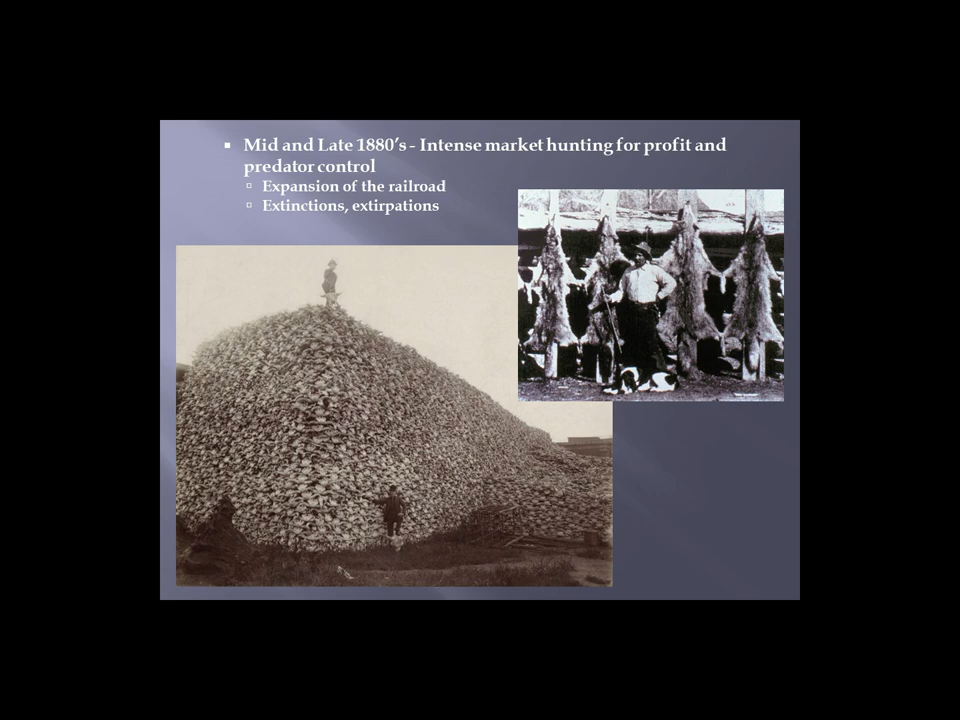 Mid and Late 1880's - Intense market hunting for profit and
predator control
Expansion of the railroad
Extinctions, extirpations